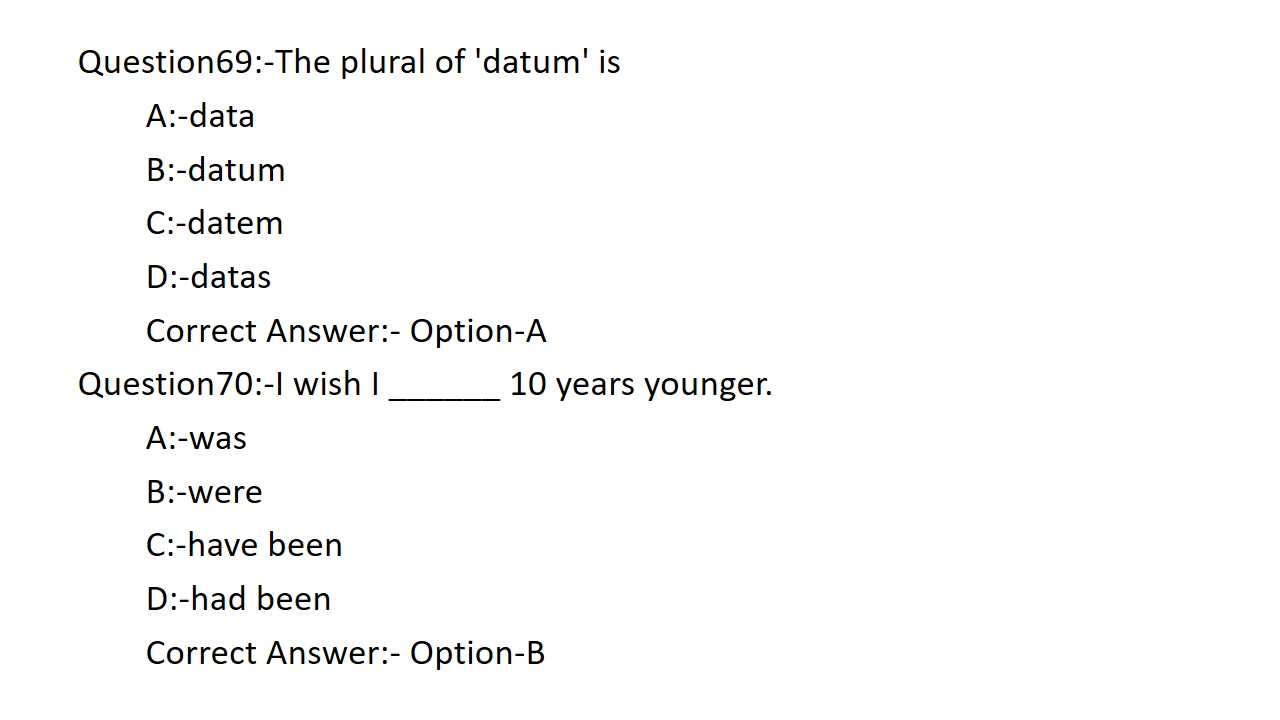 Question69:-The plural of 'datum' is
A:-data
B:-datum
C:-datem
D:-datas
Correct Answer:- Option-A
Question70:-I wish I ______ 10 years younger.
A:-was
B:-were
C:-have been
D:-had been
Correct Answer:- Option-B